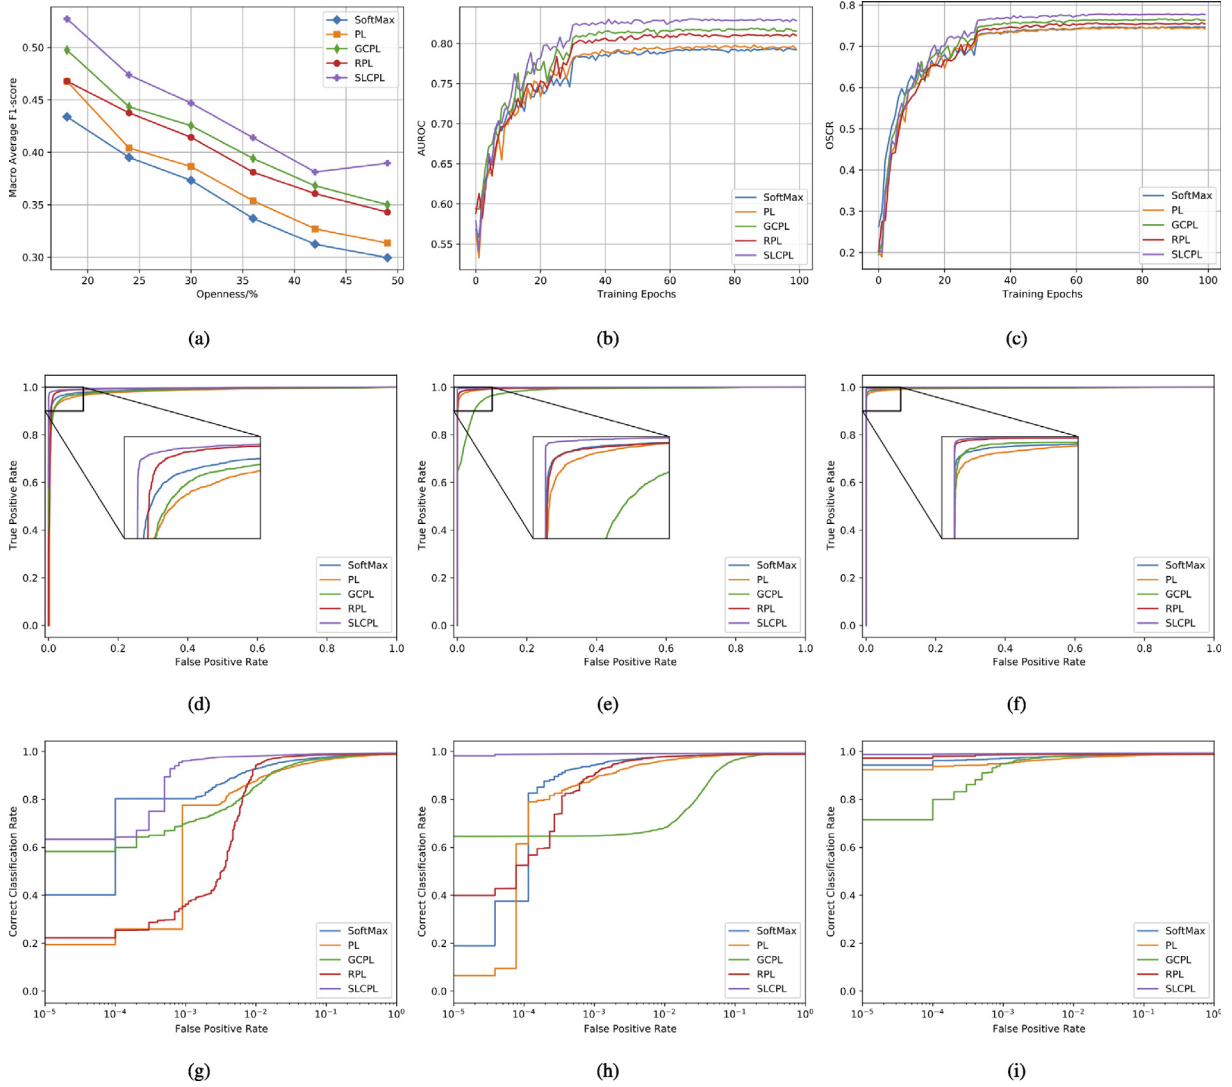 SoftMax
PL
GCPL
RPL
SLCPL
0.50
0.45
0.40
0.35
0.30
Macro Average F1-score
20 25 30 35 40 45 50
Openness/%
(a)
0.80
0.75
0.70
0.65
0.60
0.55
AUROC
SoftMax
PL
GCPL
RPL
SLCPL
0 20 40 60 80 100
Training Epochs
(b)
0.8
0.7
0.6
0.5
0.4
0.3
0.2
OSCR
SoftMax
PL
GCPL
RPL
SLCPL
0 20 40 60 80 100
Training Epochs
(c)
1.0
0.8
0.6
0.4
0.2
0.0
True Positive Rate
SoftMax
PL
GCPL
RPL
SLCPL
0.0 0.2 0.4 0.6 0.8 1.0
False Positive Rate
(d)
1.0
0.8
0.6
0.4
0.2
0.0
True Positive Rate
SoftMax
PL
GCPL
RPL
SLCPL
0.0 0.2 0.4 0.6 0.8 1.0
False Positive Rate
(e)
1.0
0.8
0.6
0.4
0.2
0.0
True Positive Rate
SoftMax
PL
GCPL
RPL
SLCPL
0.0 0.2 0.4 0.6 0.8 1.0
False Positive Rate
(f)
1.0
0.8
0.6
0.4
0.2
0.0
Correct Classification Rate
SoftMax
PL
GCPL
RPL
SLCPL
10⁻⁵ 10⁻⁴ 10⁻³ 10⁻² 10⁻¹ 10⁰
False Positive Rate
(g)
1.0
0.8
0.6
0.4
0.2
0.0
Correct Classification Rate
SoftMax
PL
GCPL
RPL
SLCPL
10⁻⁵ 10⁻⁴ 10⁻³ 10⁻² 10⁻¹ 10⁰
False Positive Rate
(h)
1.0
0.8
0.6
0.4
0.2
0.0
Correct Classification Rate
SoftMax
PL
GCPL
RPL
SLCPL
10⁻⁵ 10⁻⁴ 10⁻³ 10⁻² 10⁻¹ 10⁰
False Positive Rate
(i)